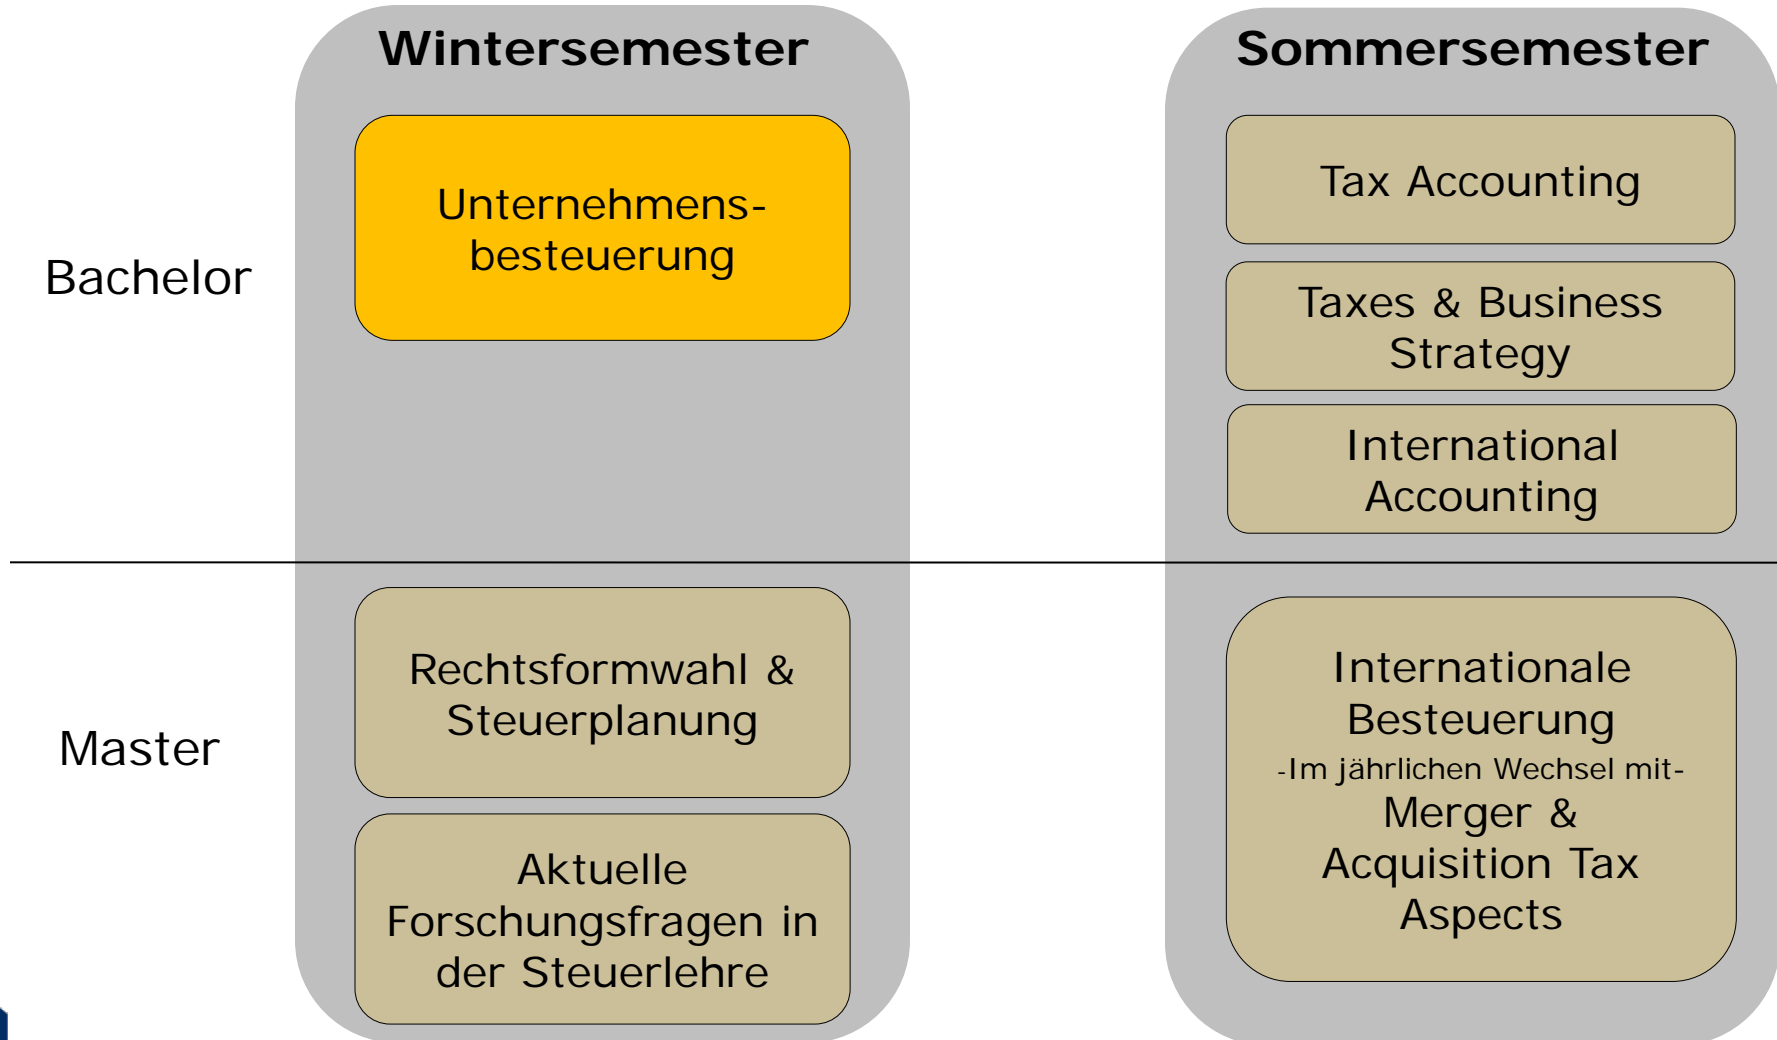 Wintersemester
Sommersemester
Bachelor
Unternehmens-
besteuerung
Tax Accounting
Taxes & Business
Strategy
International
Accounting
Master
Rechtsformwahl &
Steuerplanung
Aktuelle
Forschungsfragen in
der Steuerlehre
Internationale
Besteuerung
-Im jährlichen Wechsel mit-
Merger &
Acquisition Tax
Aspects